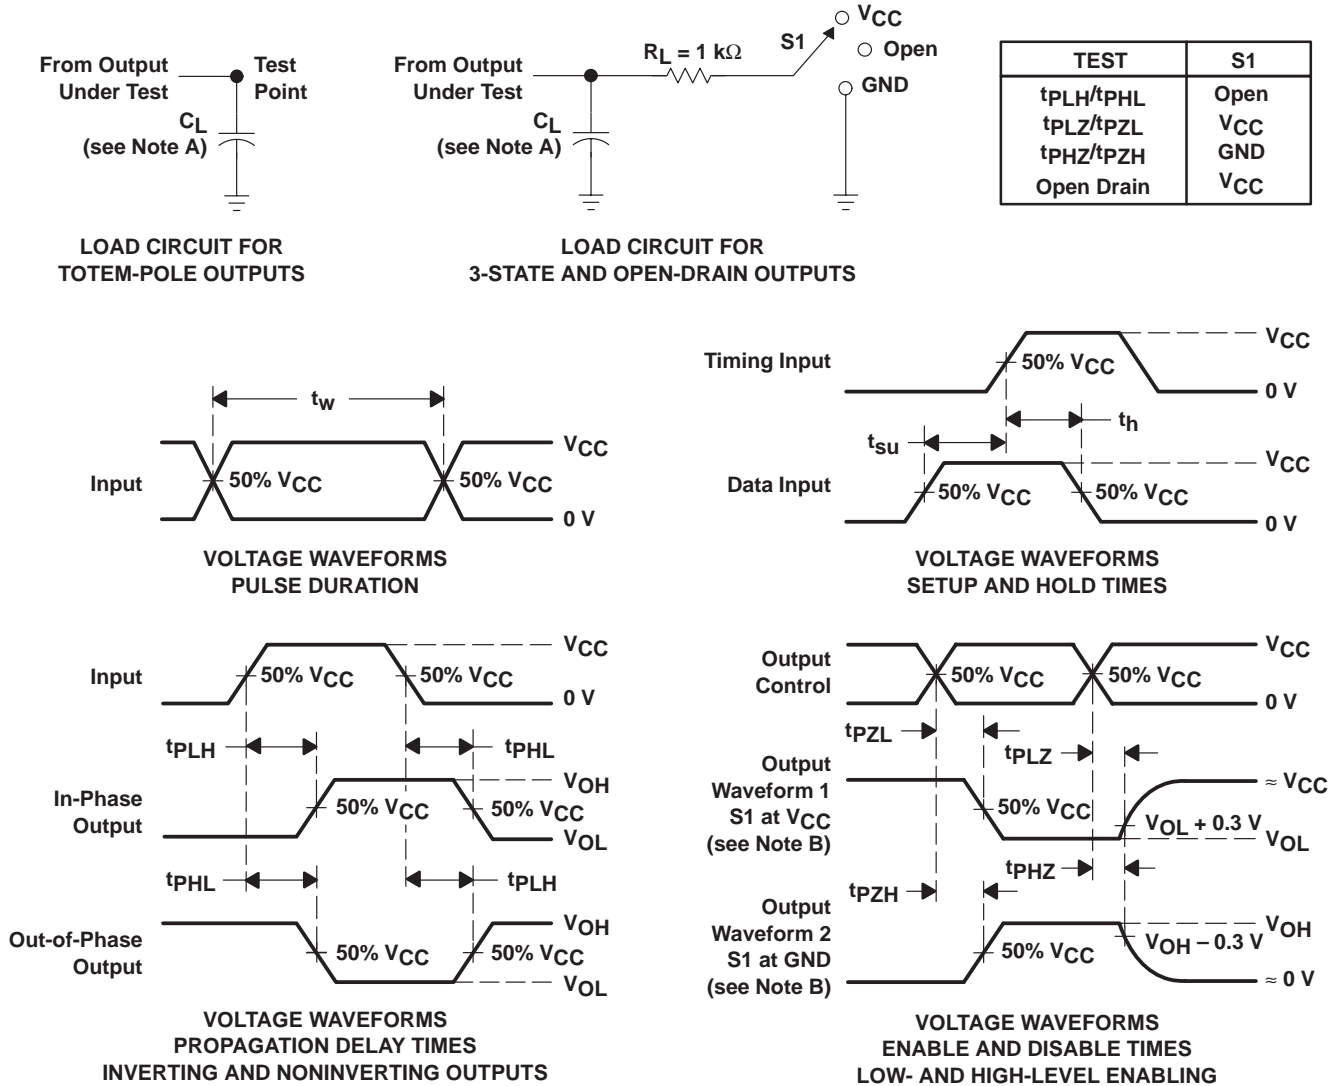 From Output
Under Test
Test
Point
CL
(see Note A)
LOAD CIRCUIT FOR
TOTEM-POLE OUTPUTS
From Output
Under Test
RL = 1 kΩ
S1
VCC
Open
GND
CL
(see Note A)
LOAD CIRCUIT FOR
3-STATE AND OPEN-DRAIN OUTPUTS
TEST S1
tPLH/tPHL Open
tPLZ/tPZL VCC
tPHZ/tPZH GND
Open Drain VCC
tw
Input
50% VCC
50% VCC
VCC
0 V
VOLTAGE WAVEFORMS
PULSE DURATION
Timing Input
50% VCC
VCC
0 V
th
tsu
Data Input
50% VCC
50% VCC
VCC
0 V
VOLTAGE WAVEFORMS
SETUP AND HOLD TIMES
Input
50% VCC
50% VCC
VCC
0 V
tPLH
tPHL
In-Phase
Output
50% VCC
50% VCC
VOH
VOL
tPHL
tPLH
Out-of-Phase
Output
50% VCC
50% VCC
VOH
VOL
VOLTAGE WAVEFORMS
PROPAGATION DELAY TIMES
INVERTING AND NONINVERTING OUTPUTS
Output
Control
50% VCC
50% VCC
VCC
0 V
tPZL
tPLZ
Output
Waveform 1
S1 at VCC
(see Note B)
50% VCC
VOL + 0.3 V
≈ VCC
VOL
tPZH
tPHZ
Output
Waveform 2
S1 at GND
(see Note B)
50% VCC
VOH − 0.3 V
VOH
≈ 0 V
VOLTAGE WAVEFORMS
ENABLE AND DISABLE TIMES
LOW- AND HIGH-LEVEL ENABLING